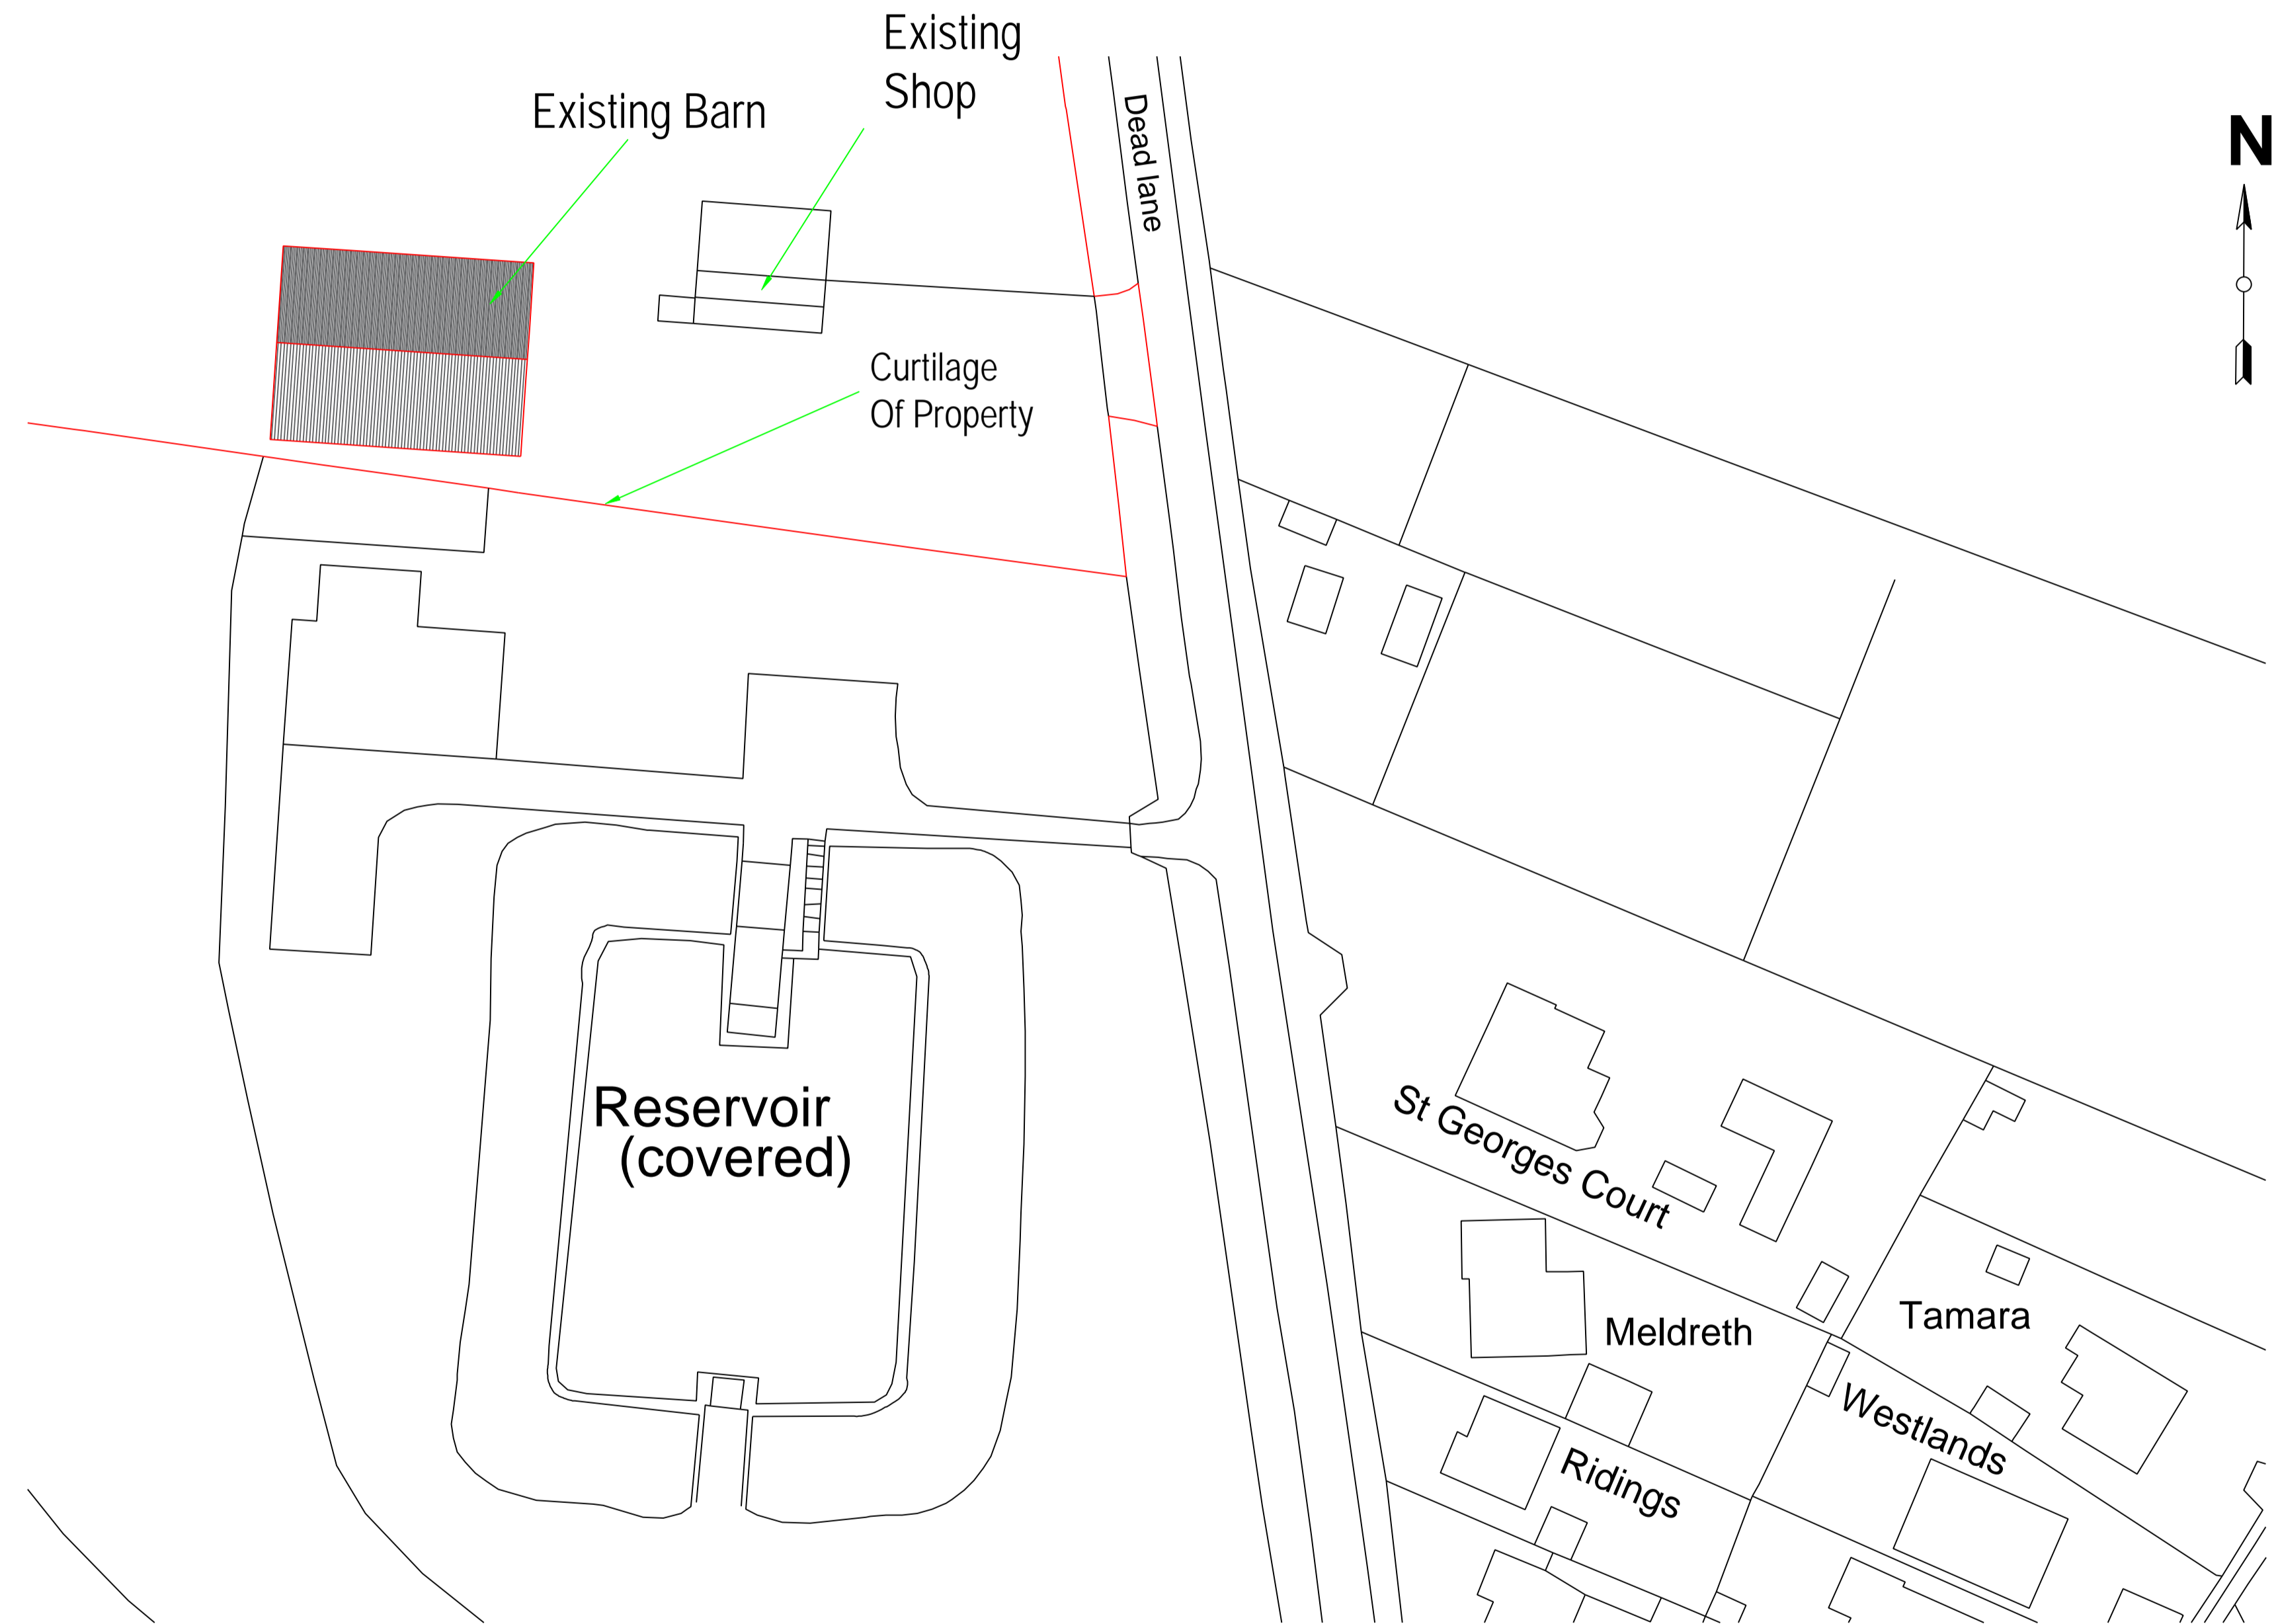 Existing
Shop
Existing Barn
Dead lane
N
Curtilage
Of Property
Reservoir
(covered)
St Georges Court
Meldreth
Tamara
Westlands
Ridings